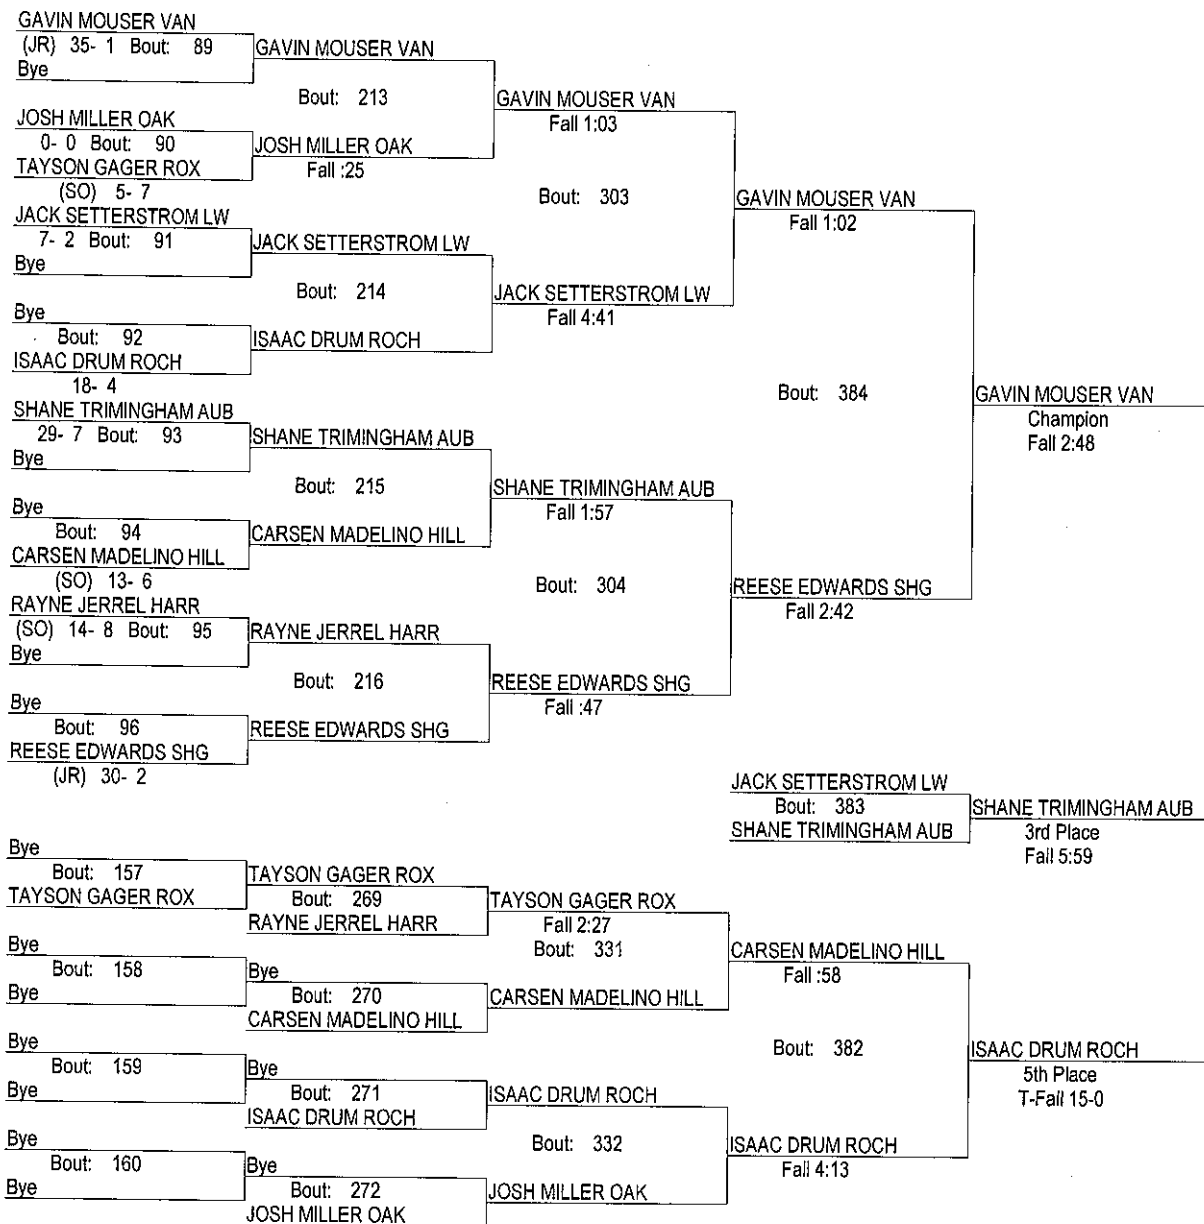 GAVIN MOUSER VAN
(JR) 35- 1 Bout: 89
Bye
GAVIN MOUSER VAN
Bout: 213
JOSH MILLER OAK
0- 0 Bout: 90
TAYSON GAGER ROX
(SO) 5- 7
JOSH MILLER OAK
Fall :25
GAVIN MOUSER VAN
Fall 1:03
Bout: 303
JACK SETTERSTROM LW
7- 2 Bout: 91
Bye
JACK SETTERSTROM LW
Bout: 214
Bye
Bout: 92
ISAAC DRUM ROCH
18- 4
ISAAC DRUM ROCH
JACK SETTERSTROM LW
Fall 4:41
GAVIN MOUSER VAN
Fall 1:02
Bout: 384
SHANE TRIMINGHAM AUB
29- 7 Bout: 93
Bye
SHANE TRIMINGHAM AUB
Bout: 215
Bye
Bout: 94
CARSEN MADELINO HILL
(SO) 13- 6
CARSEN MADELINO HILL
SHANE TRIMINGHAM AUB
Fall 1:57
Bout: 304
RAYNE JERREL HARR
(SO) 14- 8 Bout: 95
Bye
RAYNE JERREL HARR
Bout: 216
Bye
Bout: 96
REESE EDWARDS SHG
(JR) 30- 2
REESE EDWARDS SHG
REESE EDWARDS SHG
Fall :47
REESE EDWARDS SHG
Fall 2:42
GAVIN MOUSER VAN
Champion
Fall 2:48
JACK SETTERSTROM LW
Bout: 383
SHANE TRIMINGHAM AUB
SHANE TRIMINGHAM AUB
3rd Place
Fall 5:59
Bye
Bout: 157
TAYSON GAGER ROX
TAYSON GAGER ROX
Bout: 269
RAYNE JERREL HARR
TAYSON GAGER ROX
Fall 2:27
Bout: 331
Bye
Bout: 158
Bye
Bye
Bout: 270
CARSEN MADELINO HILL
CARSEN MADELINO HILL
CARSEN MADELINO HILL
Fall :58
Bout: 382
Bye
Bout: 159
Bye
Bye
Bout: 271
ISAAC DRUM ROCH
ISAAC DRUM ROCH
Bout: 332
Bye
Bout: 160
Bye
Bye
Bout: 272
JOSH MILLER OAK
JOSH MILLER OAK
ISAAC DRUM ROCH
Fall 4:13
ISAAC DRUM ROCH
5th Place
T-Fall 15-0